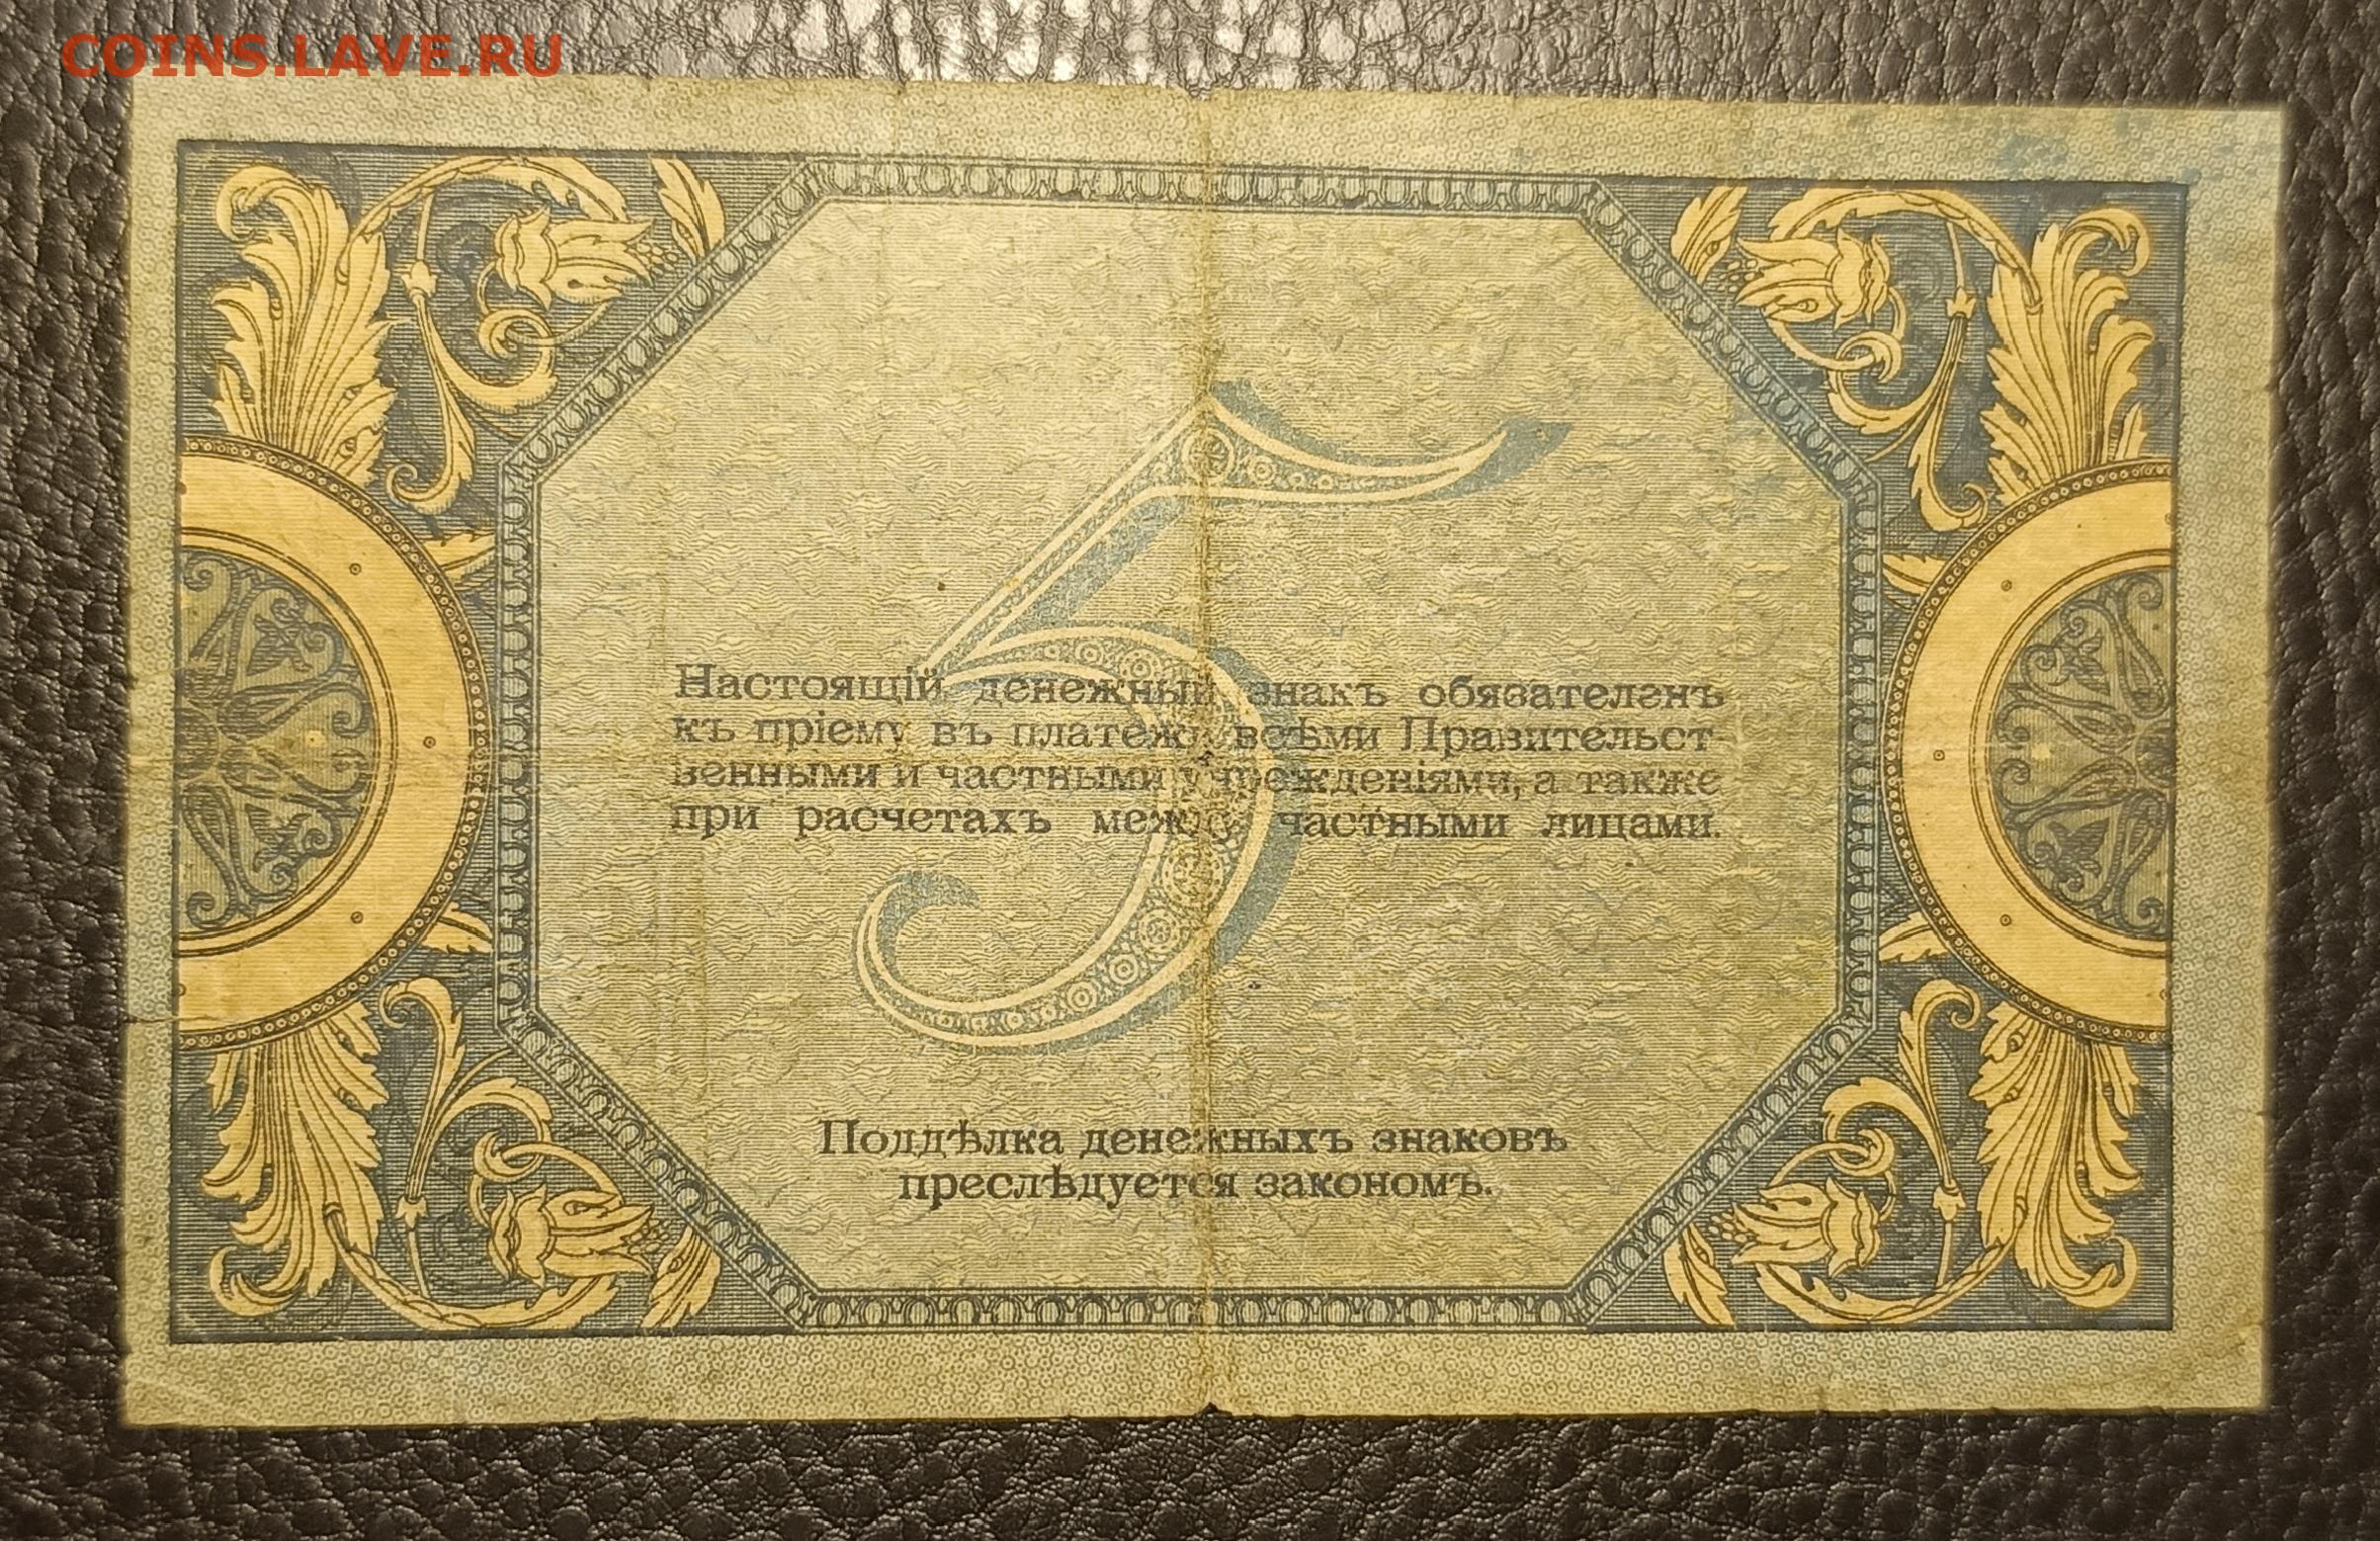 COINS.LAVE.RU
5
Настоящій денежный знакъ обязателенъ
къ пріему въ платежи всѣми Правительст-
венными и частными учрежденіями, а также
при расчетахъ между частными лицами.
Поддѣлка денежныхъ знаковъ
преслѣдуется закономъ.